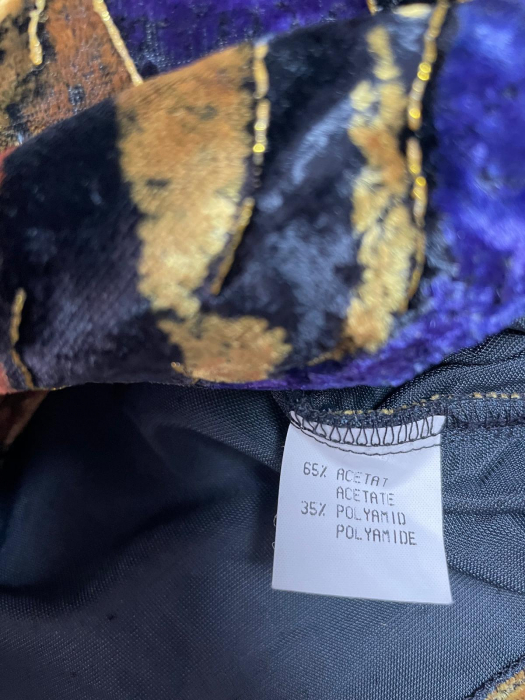 65% ACETAT
ACETATE
35% POLYAMID
POLYAMIDE